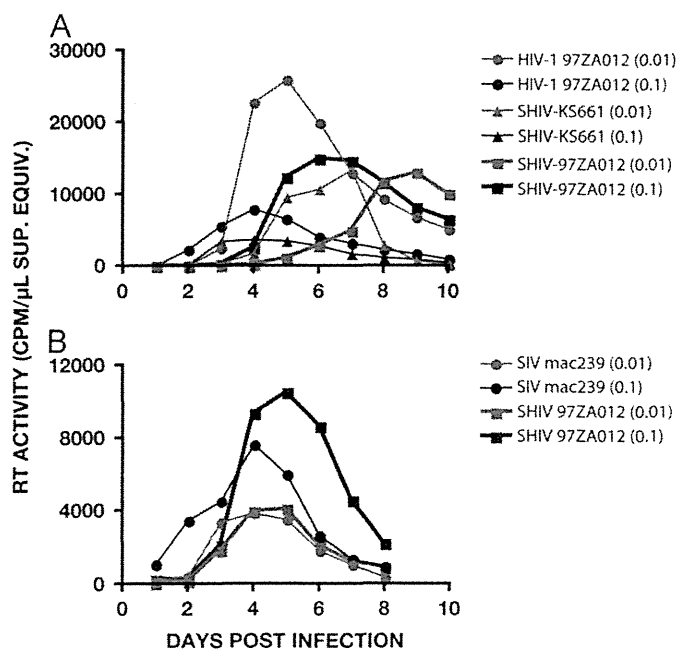 A
30000
20000
10000
0
0 2 4 6 8 10
HIV-1 97ZA012 (0.01)
HIV-1 97ZA012 (0.1)
SHIV-KS661 (0.01)
SHIV-KS661 (0.1)
SHIV-97ZA012 (0.01)
SHIV-97ZA012 (0.1)
RT ACTIVITY (CPM/µL SUP. EQUIV.)
B
12000
8000
4000
0
0 2 4 6 8 10
SIV mac239 (0.01)
SIV mac239 (0.1)
SHIV 97ZA012 (0.01)
SHIV 97ZA012 (0.1)
DAYS POST INFECTION